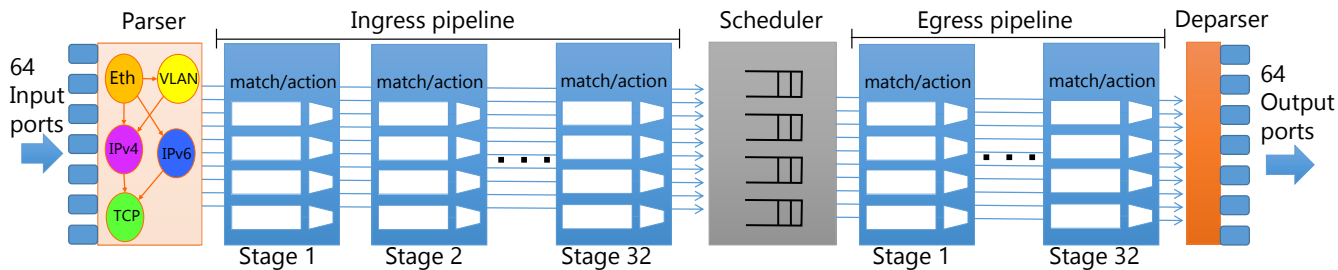 Parser
Ingress pipeline
Scheduler
Egress pipeline
Deparser
64
Input
ports
Eth
VLAN
IPv4
IPv6
TCP
match/action
match/action
match/action
match/action
match/action
64
Output
ports
Stage 1
Stage 2
Stage 32
Stage 1
Stage 32